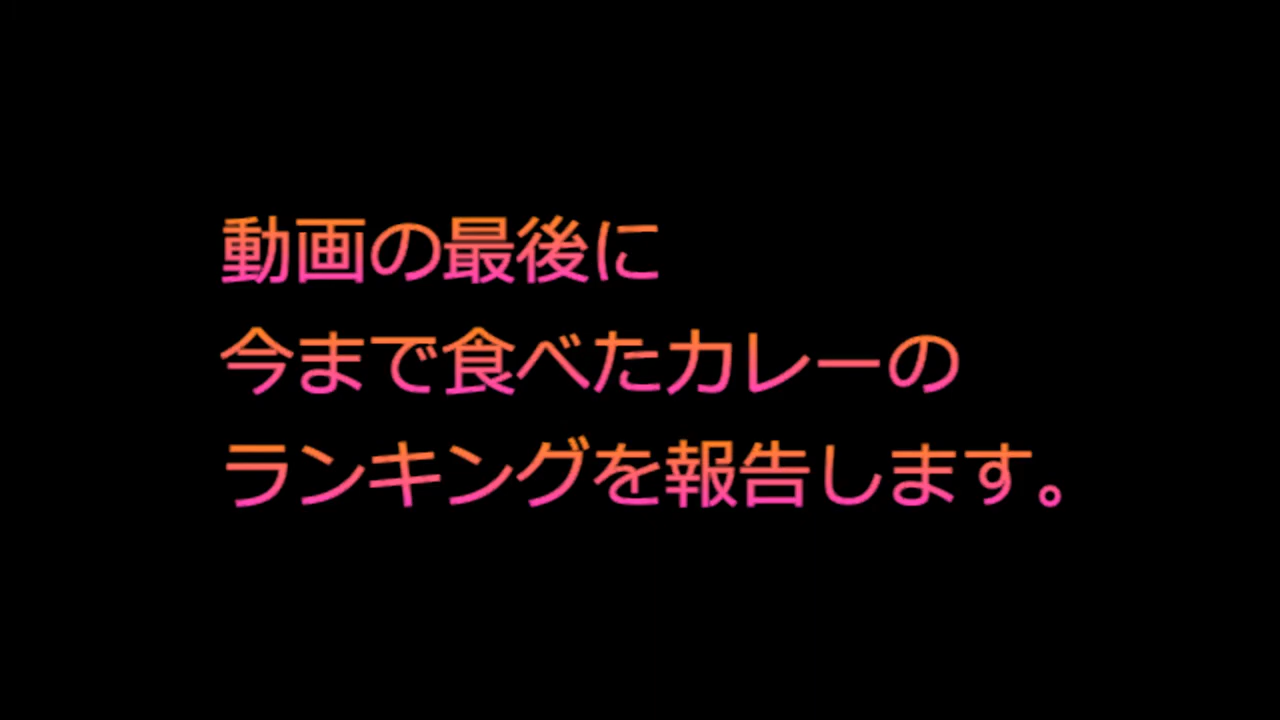 動画の最後に
今まで食べたカレーの
ランキングを報告します。